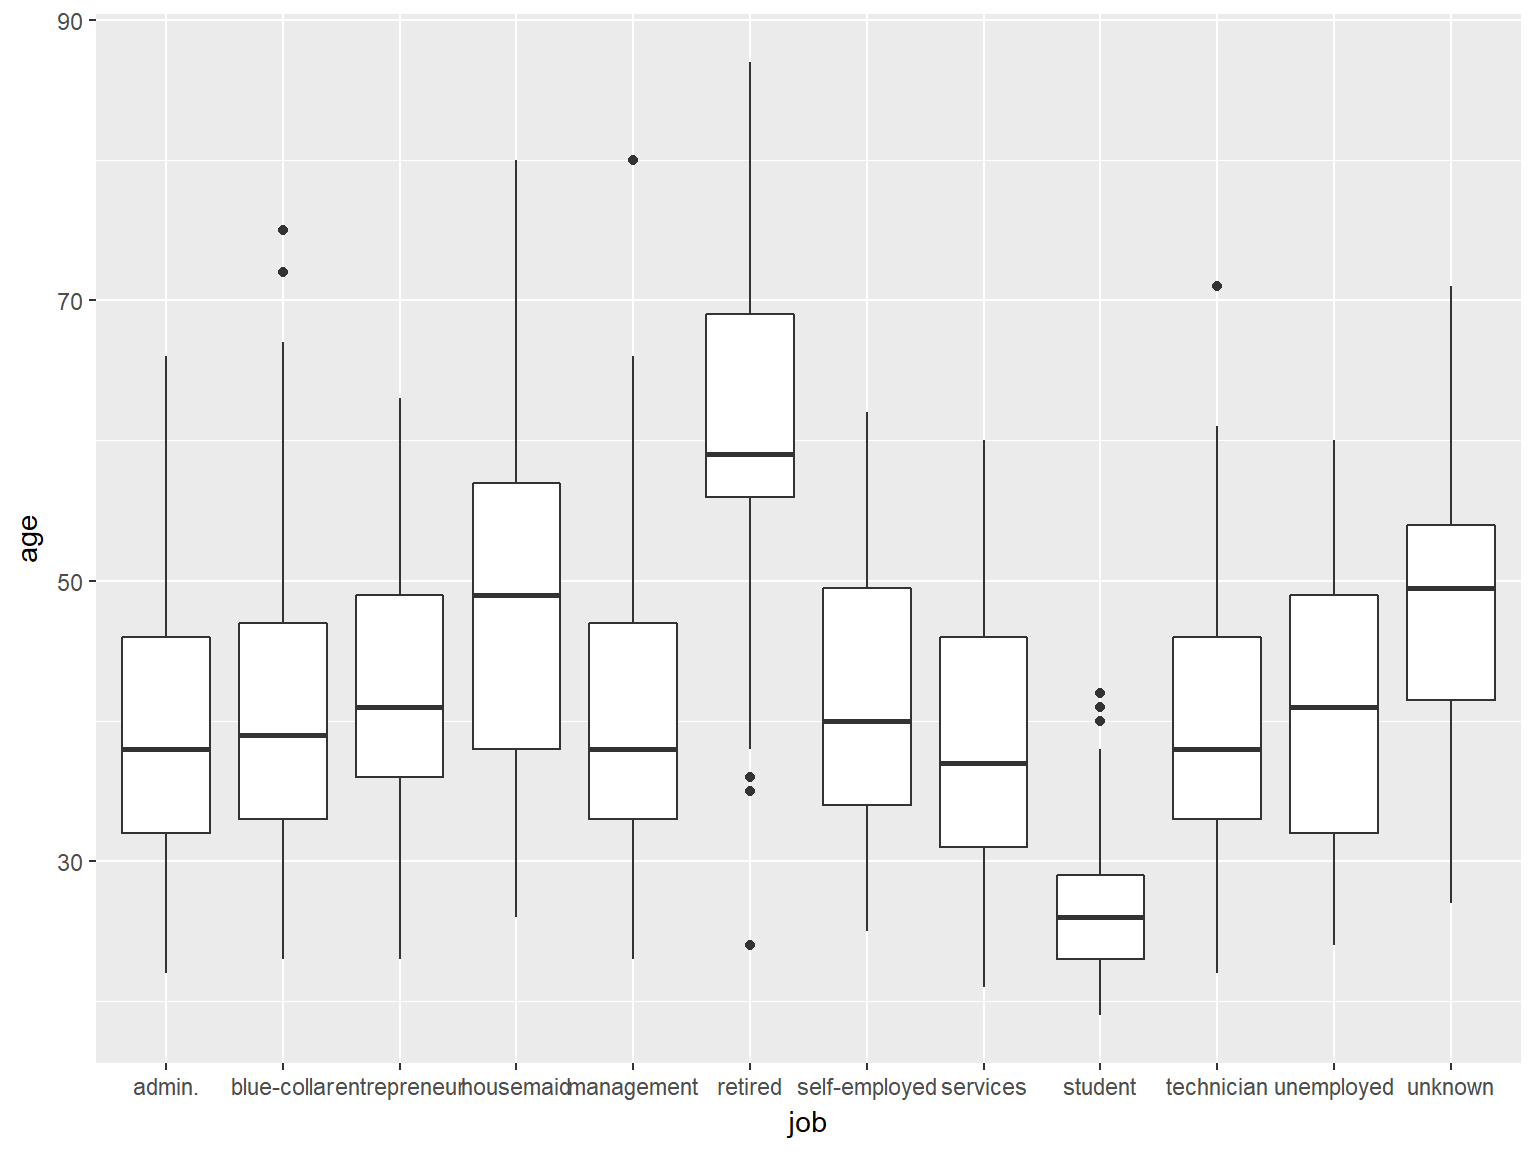 90
70
50
30
age
admin. blue-collar entrepreneur housemaid management retired self-employed services student technician unemployed unknown
job